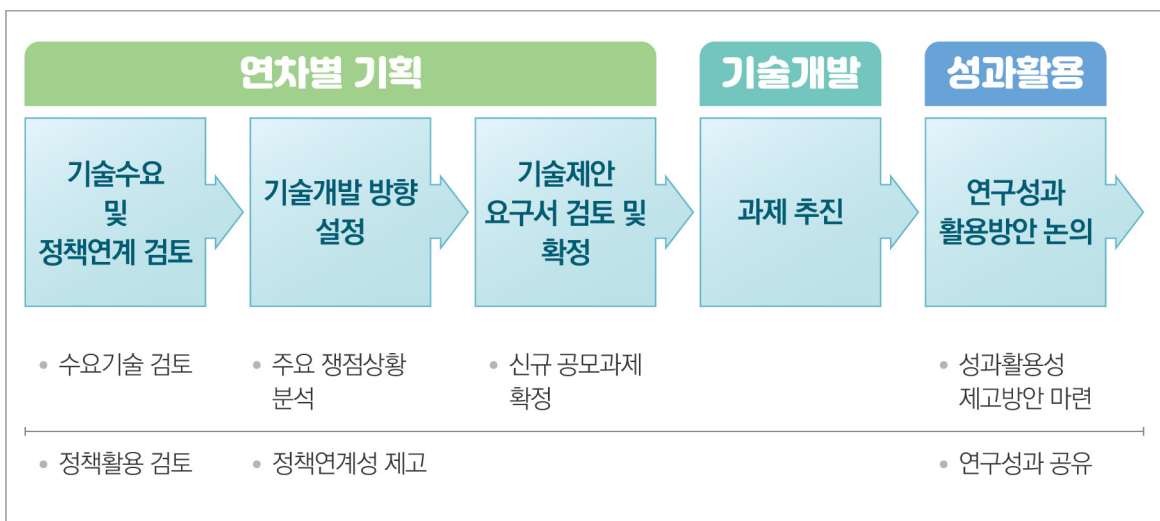 연차별 기획
기술개발
성과활용
기술수요
및
정책연계 검토
기술개발 방향
설정
기술제안
요구서 검토 및
확정
과제 추진
연구성과
활용방안 논의
• 수요기술 검토
• 주요 쟁점상황
분석
• 신규 공모과제
확정
• 성과활용성
제고방안 마련
• 정책활용 검토
• 정책연계성 제고
• 연구성과 공유